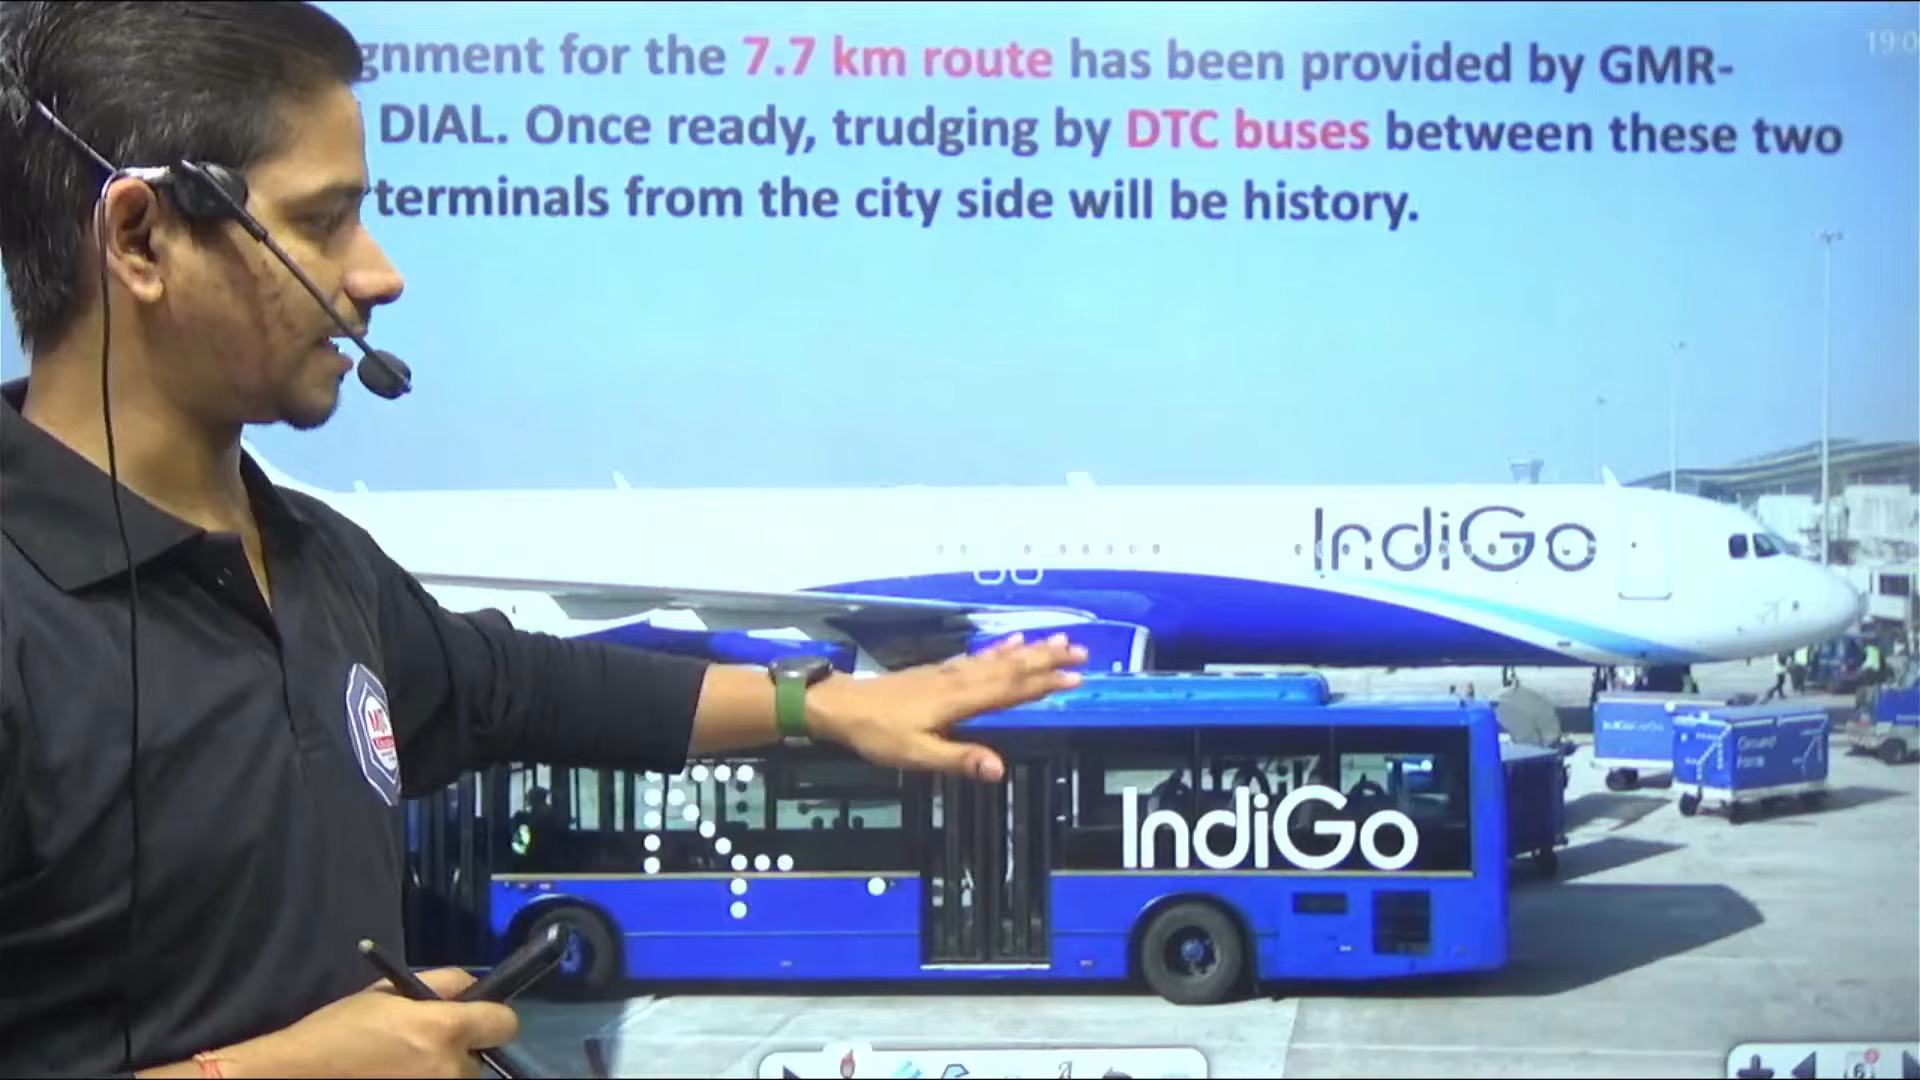 gnment for the 7.7 km route has been provided by GMR-
DIAL. Once ready, trudging by DTC buses between these two
terminals from the city side will be history.
IndiGo
IndiGo